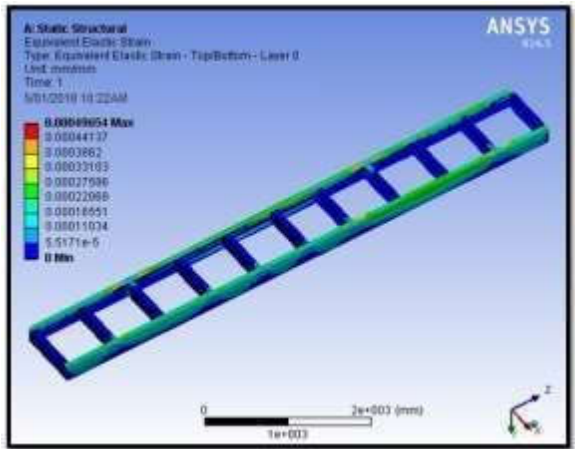 A: Static Structural
Equivalent Elastic Strain
Type: Equivalent Elastic Strain - Top/Bottom - Layer 0
Unit: mm/mm
Time: 1
5/01/2018 10:22AM
ANSYS
R14.5
0.00049654 Max
0.00044137
0.0003862
0.00033103
0.00027586
0.00022069
0.00016551
0.00011034
5.5171e-5
0 Min
0
2e+003 (mm)
1e+003
Z
X
Y